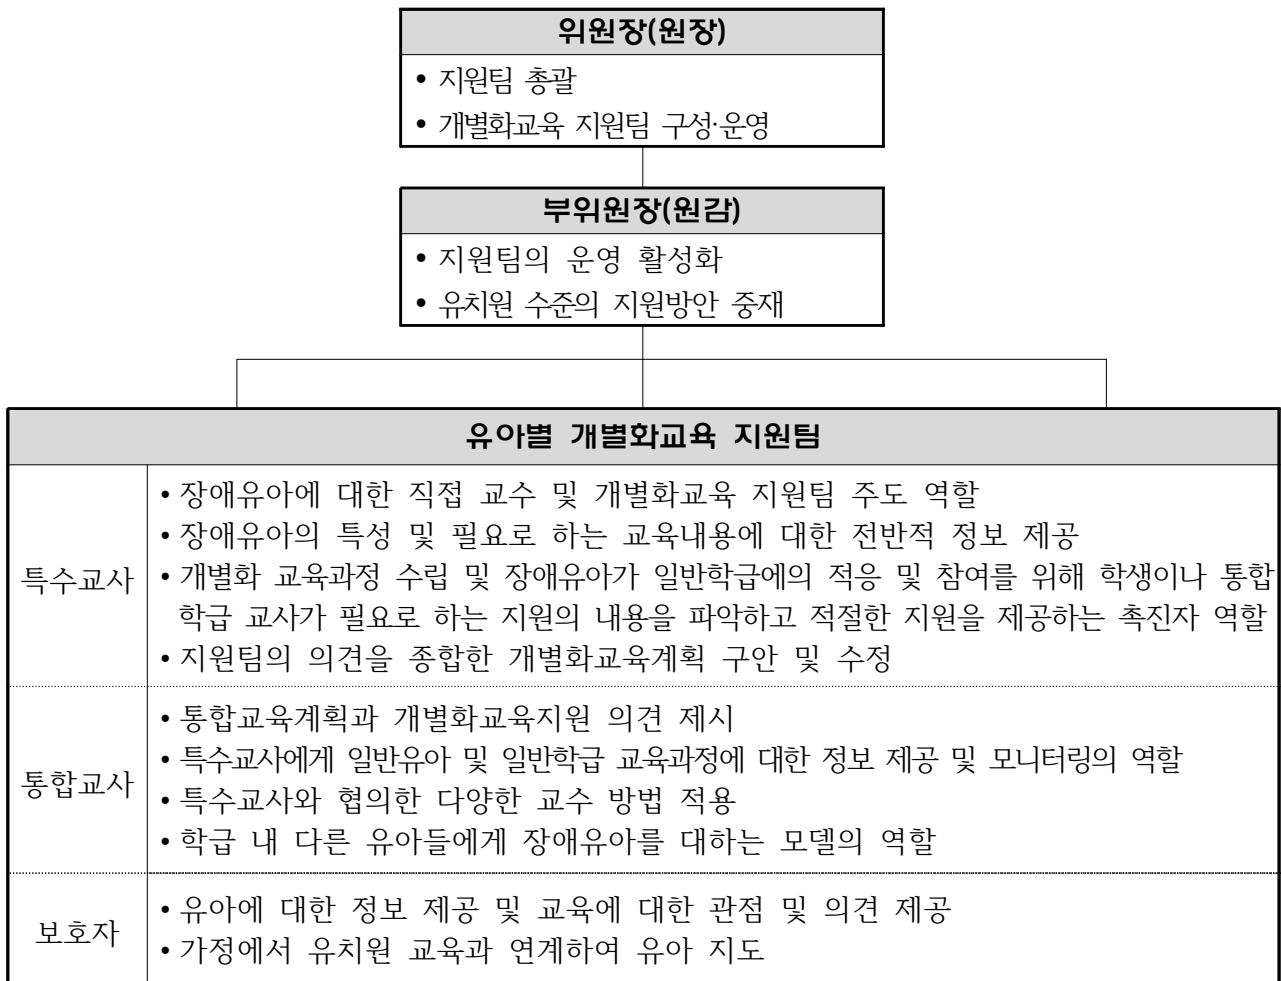 위원장(원장)
• 지원팀 총괄
• 개별화교육 지원팀 구성·운영
부위원장(원감)
• 지원팀의 운영 활성화
• 유치원 수준의 지원방안 중재
유아별 개별화교육 지원팀
특수교사
• 장애유아에 대한 직접 교수 및 개별화교육 지원팀 주도 역할
• 장애유아의 특성 및 필요로 하는 교육내용에 대한 전반적 정보 제공
• 개별화 교육과정 수립 및 장애유아가 일반학급에의 적응 및 참여를 위해 학생이나 통합
학급 교사가 필요로 하는 지원의 내용을 파악하고 적절한 지원을 제공하는 촉진자 역할
• 지원팀의 의견을 종합한 개별화교육계획 구안 및 수정
통합교사
• 통합교육계획과 개별화교육지원 의견 제시
• 특수교사에게 일반유아 및 일반학급 교육과정에 대한 정보 제공 및 모니터링의 역할
• 특수교사와 협의한 다양한 교수 방법 적용
• 학급 내 다른 유아들에게 장애유아를 대하는 모델의 역할
보호자
• 유아에 대한 정보 제공 및 교육에 대한 관점 및 의견 제공
• 가정에서 유치원 교육과 연계하여 유아 지도